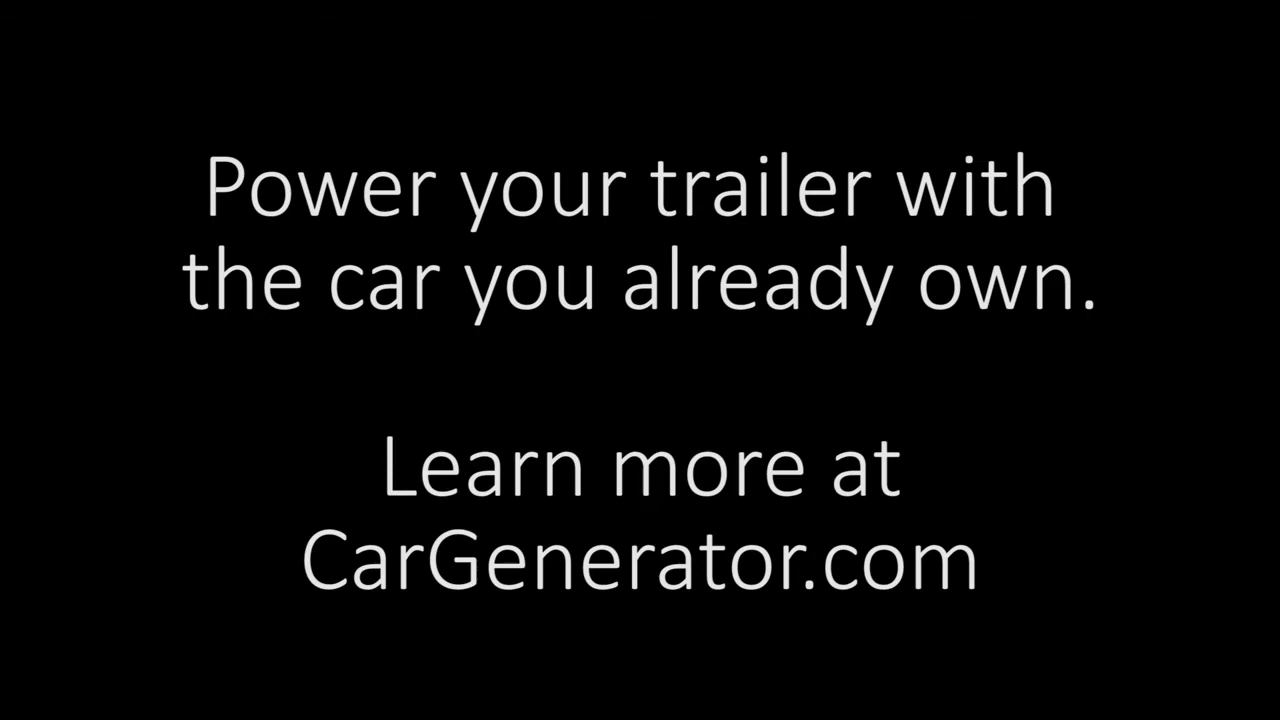 Power your trailer with
the car you already own.
Learn more at
CarGenerator.com